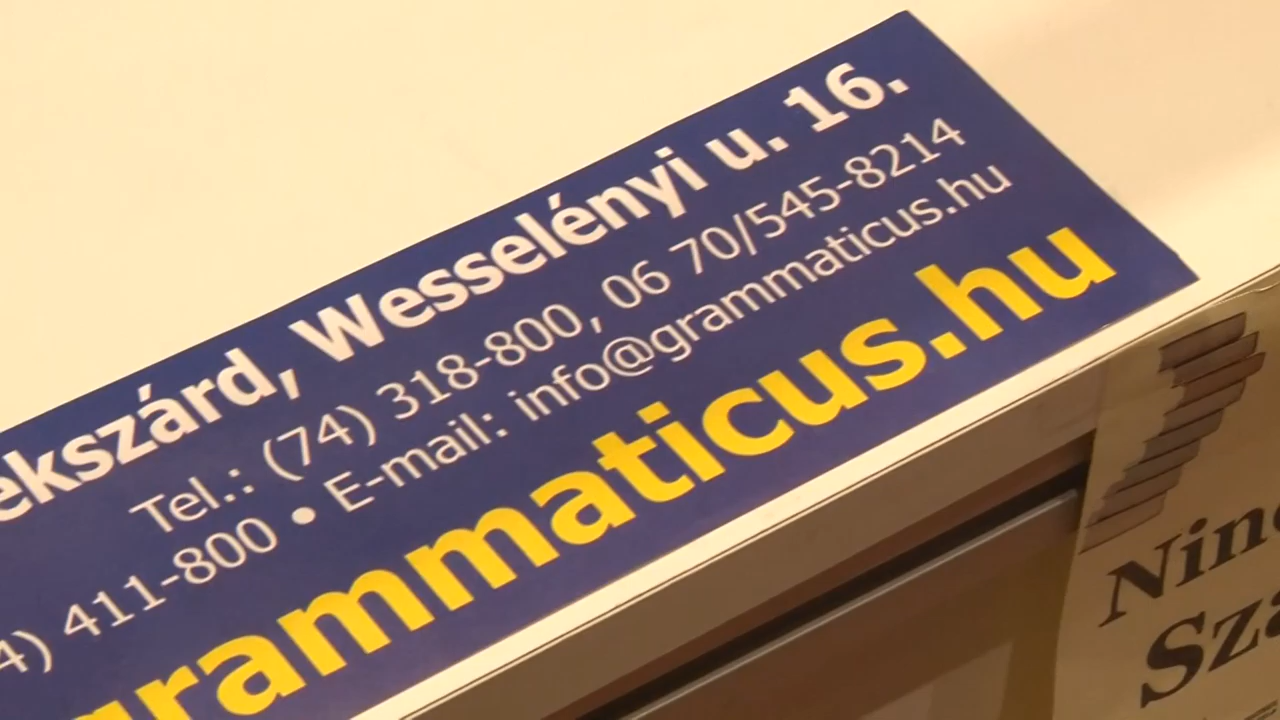 ekszárd, Wesselényi u. 16.
Tel.: (74) 318-800, 06 70/545-8214
4) 411-800 • E-mail: info@grammaticus.hu
grammaticus.hu